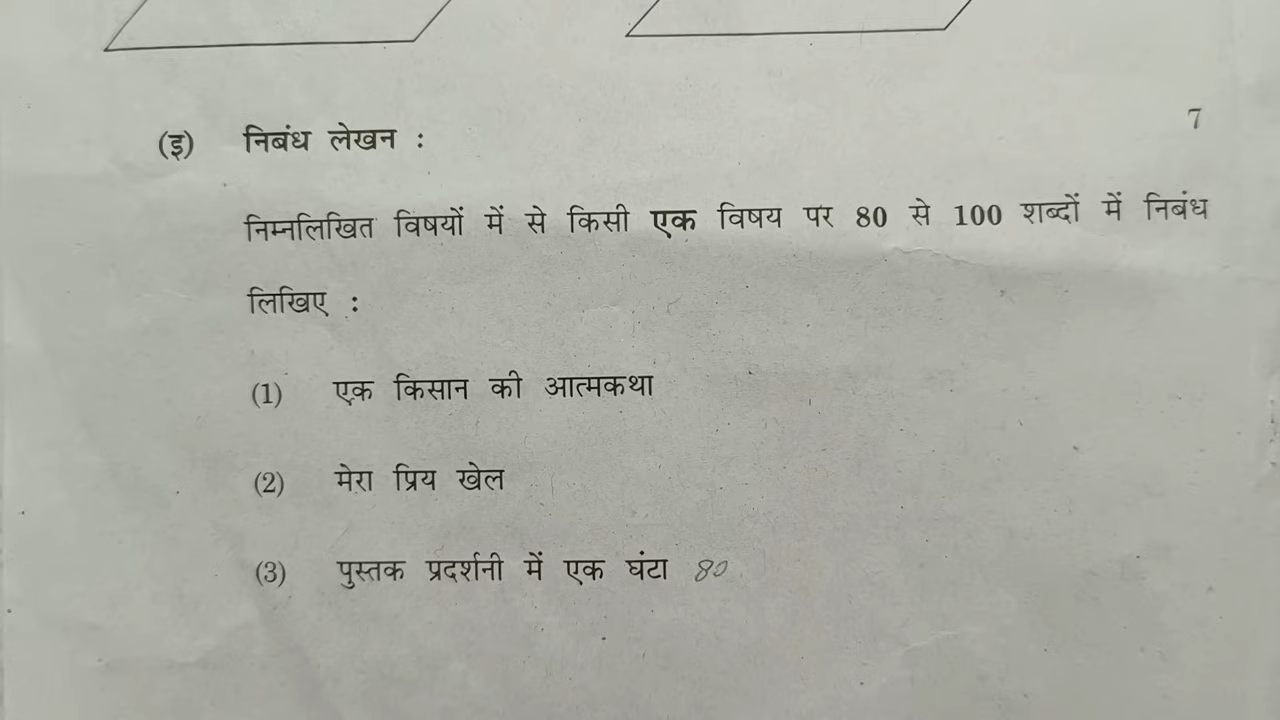 7
(इ) निबंध लेखन :
निम्नलिखित विषयों में से किसी एक विषय पर 80 से 100 शब्दों में निबंध
लिखिए :
(1) एक किसान की आत्मकथा
(2) मेरा प्रिय खेल
(3) पुस्तक प्रदर्शनी में एक घंटा 80